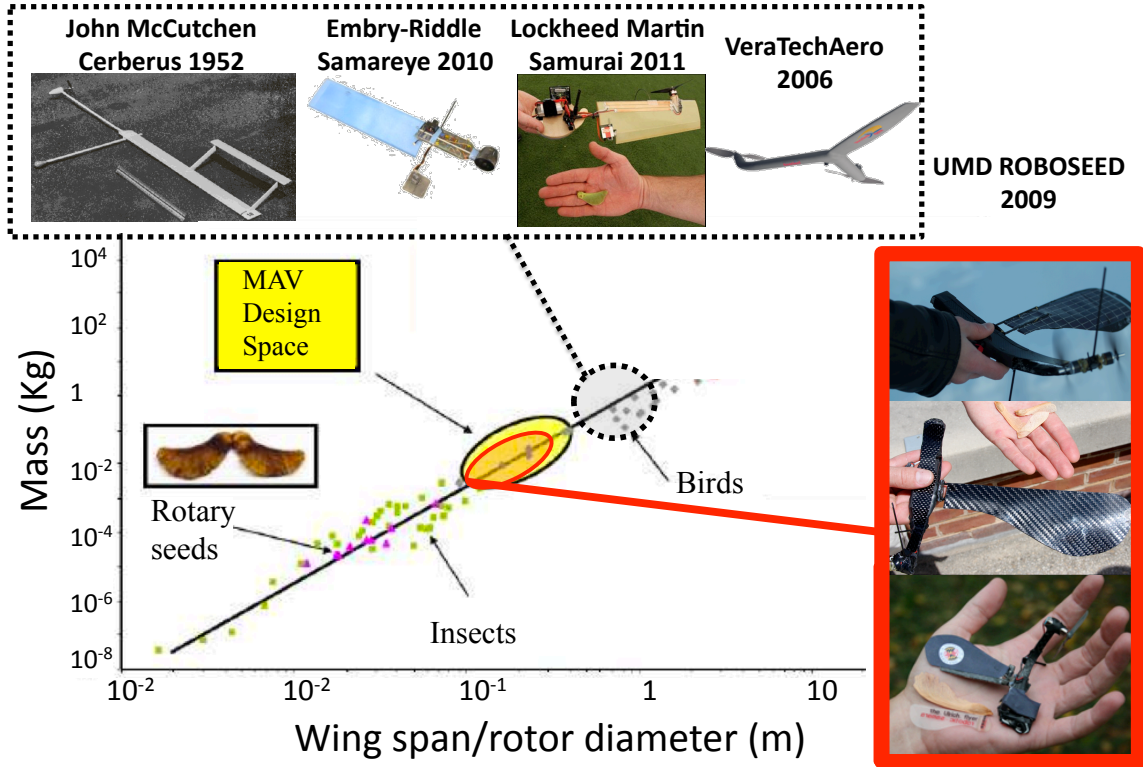 John McCutchen
Cerberus 1952
Embry-Riddle
Samareye 2010
Lockheed Martin
Samurai 2011
VeraTechAero
2006
UMD ROBOSEED
2009
Mass (Kg)
10⁴
10²
1
10⁻²
10⁻⁴
10⁻⁶
10⁻⁸
MAV
Design
Space
Rotary
seeds
Insects
Birds
10⁻²
10⁻²
10⁻¹
1
10
Wing span/rotor diameter (m)